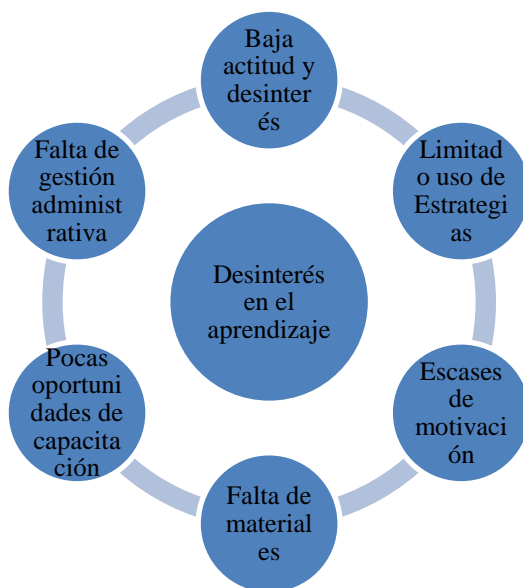 Baja
actitud y
desinter
és
Limitad
o uso de
Estrategi
as
Escases
de
motivaci
ón
Falta de
material
es
Pocas
oportuni
dades de
capacita
ción
Falta de
gestión
administ
rativa
Desinterés
en el
aprendizaje